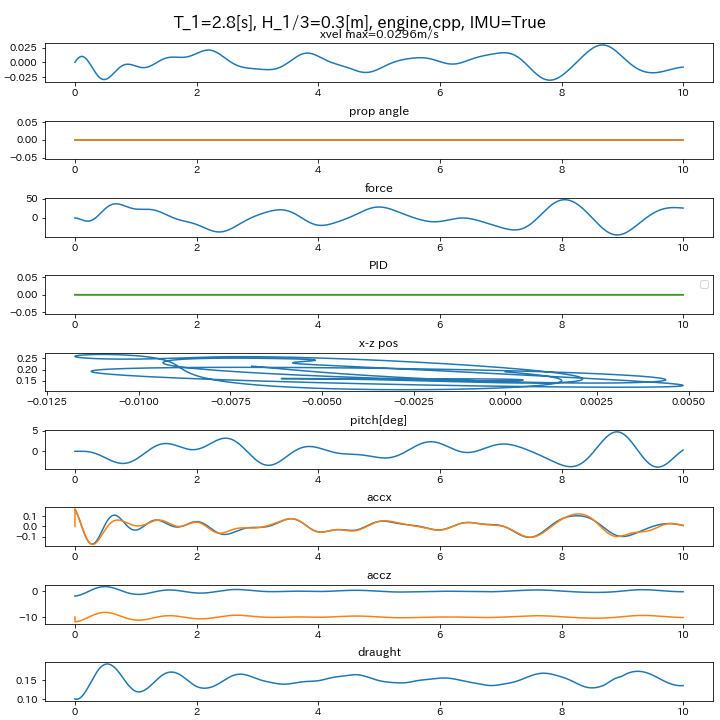 T_1=2.8[s], H_1/3=0.3[m], engine,cpp, IMU=True
xvel max=0.0296m/s
0.025
0.000
−0.025
0 2 4 6 8 10
prop angle
0.05
0.00
−0.05
0 2 4 6 8 10
force
50
0
0 2 4 6 8 10
PID
0.05
0.00
−0.05
0 2 4 6 8 10
x-z pos
0.25
0.20
0.15
−0.0125 −0.0100 −0.0075 −0.0050 −0.0025 0.0000 0.0025 0.0050
pitch[deg]
5
0
0 2 4 6 8 10
accx
0.1
0.0
−0.1
0 2 4 6 8 10
accz
0
−10
0 2 4 6 8 10
draught
0.15
0.10
0 2 4 6 8 10